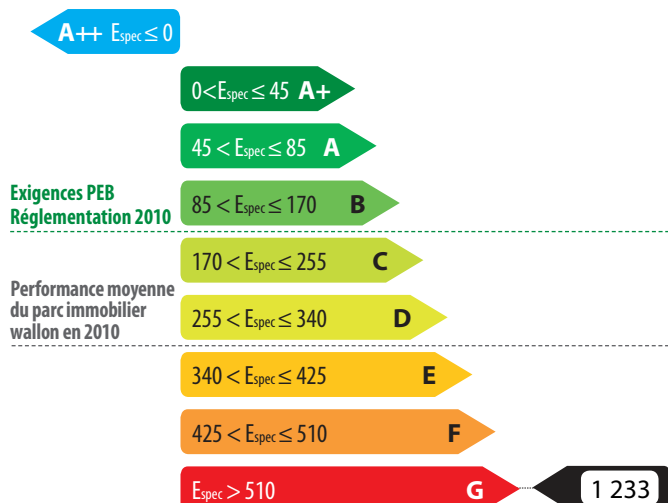 A++ Espec ≤ 0
0<Espec ≤ 45 A+
45 < Espec ≤ 85 A
Exigences PEB
Réglementation 2010
85 < Espec ≤ 170 B
170 < Espec ≤ 255 C
Performance moyenne
du parc immobilier
wallon en 2010
255 < Espec ≤ 340 D
340 < Espec ≤ 425 E
425 < Espec ≤ 510 F
Espec > 510 G 1 233